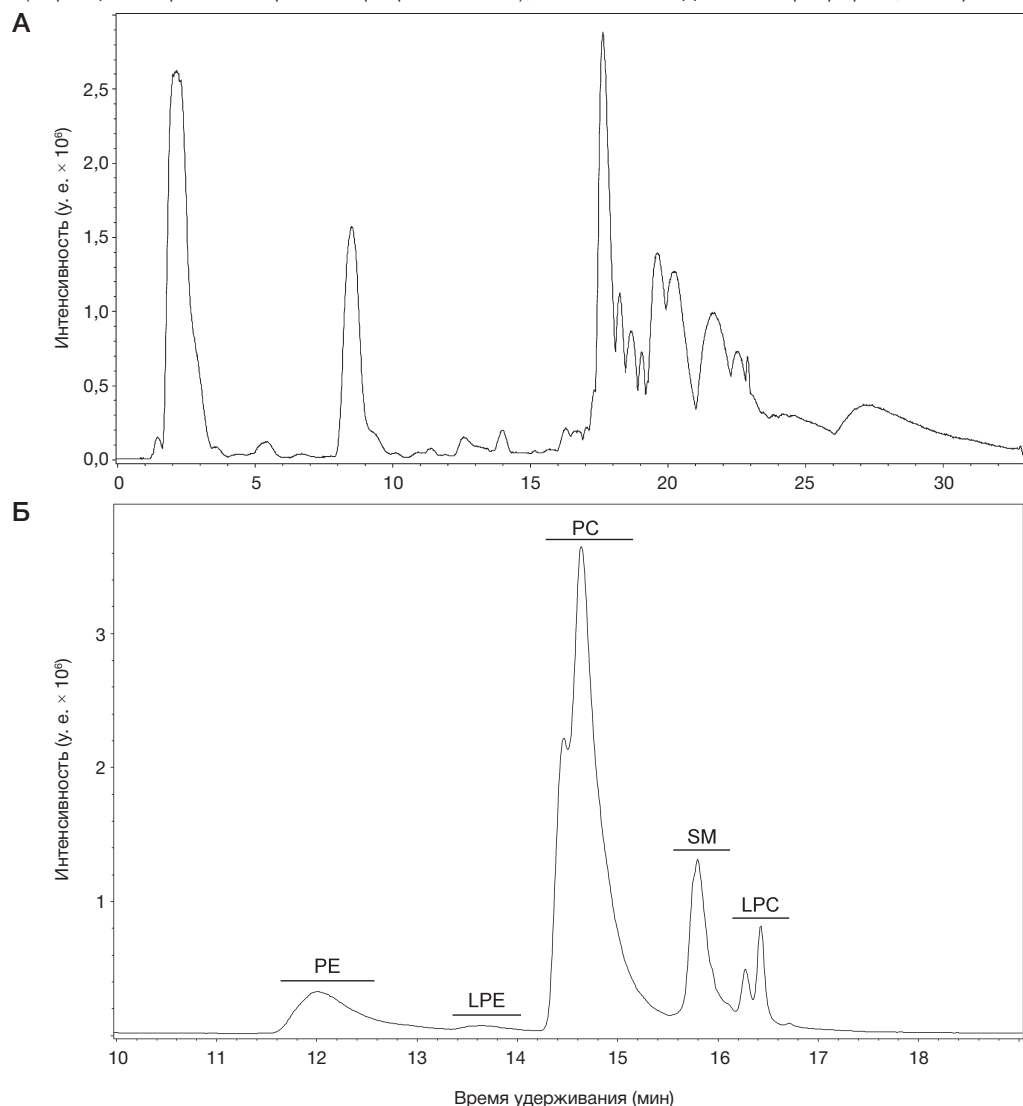 А
Интенсивность (у. е. × 10⁶)
2,5
2,0
1,5
1,0
0,5
0,0
0 5 10 15 20 25 30
Б
Интенсивность (у. е. × 10⁶)
3
2
1
PE
LPE
PC
SM
LPC
10 12 13 14 15 16 17 18
Время удерживания (мин)